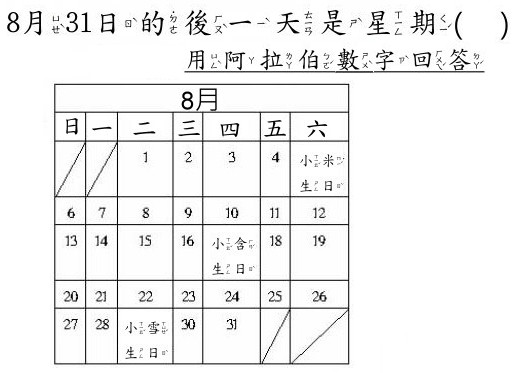 8月31日的後一天是星期( )
用阿拉伯數字回答
8月
日 一 二 三 四 五 六
1 2 3 4 小米生日
6 7 8 9 10 11 12
13 14 15 16 小含生日 18 19
20 21 22 23 24 25 26
27 28 小雪生日 30 31